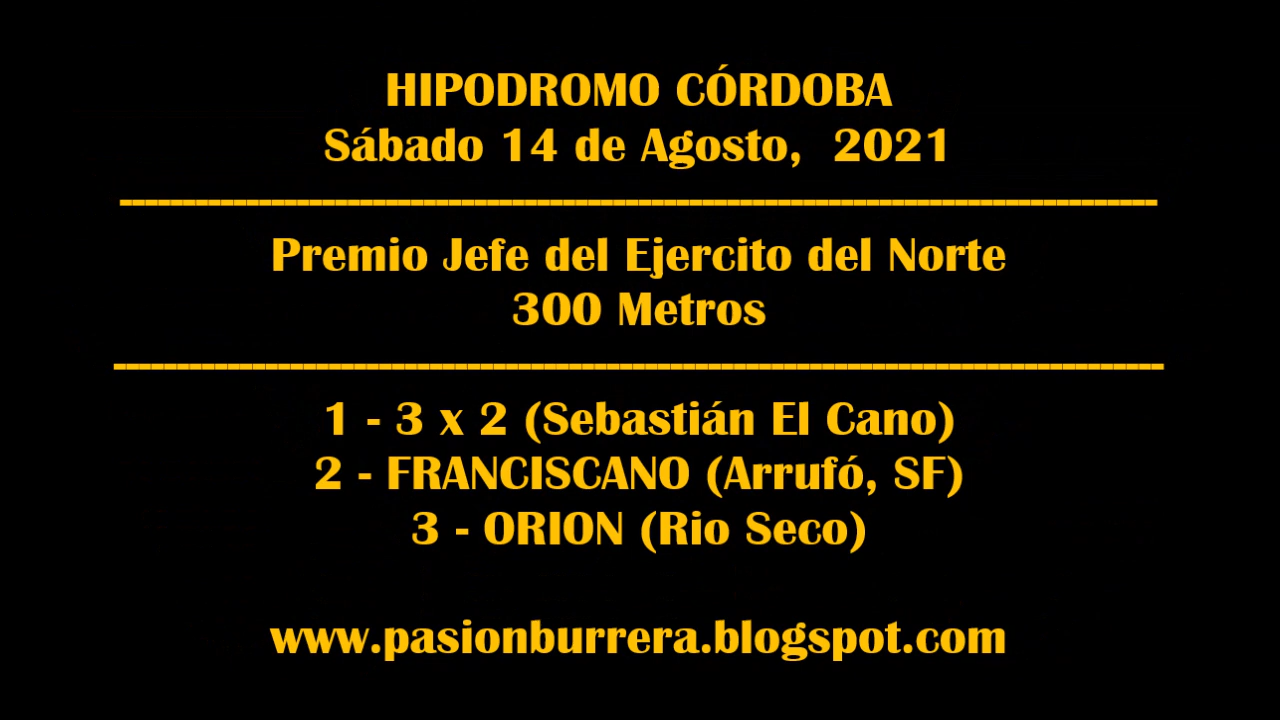 HIPODROMO CÓRDOBA
Sábado 14 de Agosto,  2021
Premio Jefe del Ejercito del Norte
300 Metros
1 - 3 x 2 (Sebastián El Cano)
2 - FRANCISCANO (Arrufó, SF)
3 - ORION (Rio Seco)
www.pasionburrera.blogspot.com